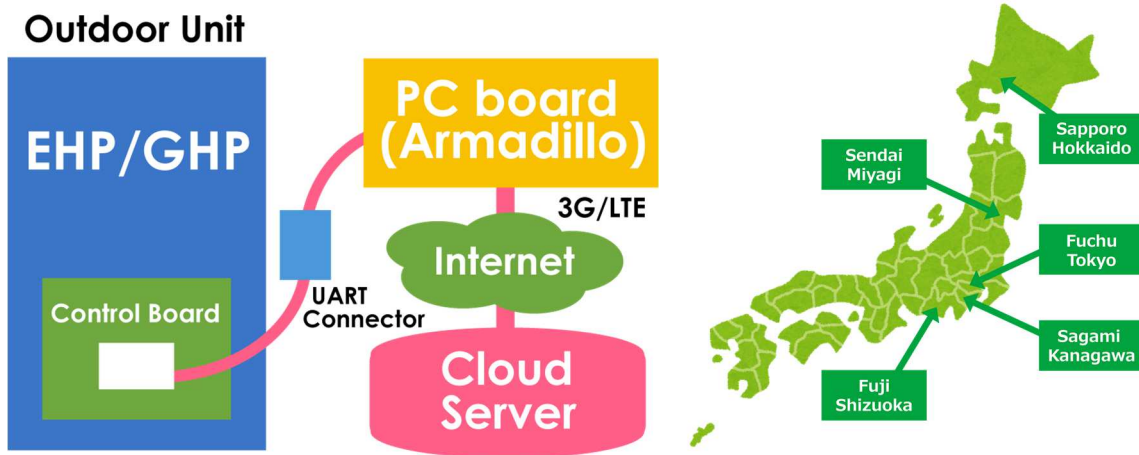 Outdoor Unit
EHP/GHP
Control Board
UART
Connector
PC board
(Armadillo)
3G/LTE
Internet
Cloud
Server
Sapporo
Hokkaido
Sendai
Miyagi
Fuchu
Tokyo
Sagami
Kanagawa
Fuji
Shizuoka